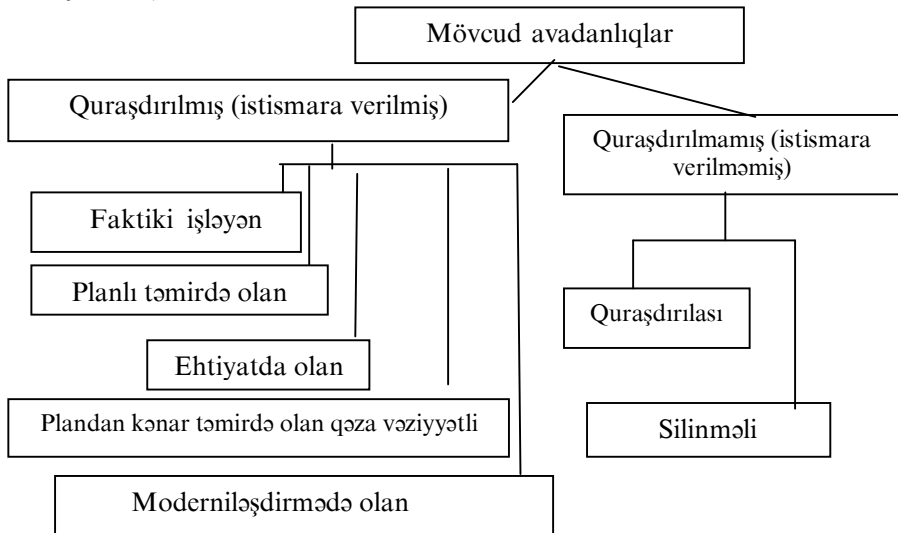 Mövcud avadanlıqlar
Quraşdırılmış (istismara verilmiş)
Quraşdırılmamış (istismara
verilməmiş)
Faktiki işləyən
Planlı təmirdə olan
Quraşdırılası
Ehtiyatda olan
Plandan kənar təmirdə olan qəza vəziyyətli
Silinməli
Moderniləşdirmədə olan